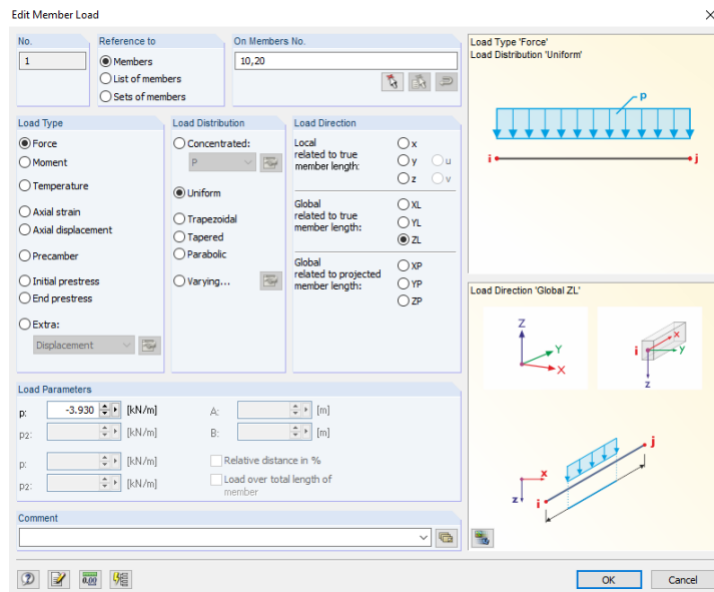 Edit Member Load
No.
1
Reference to
Members
List of members
Sets of members
On Members No.
10,20
Load Type
Force
Moment
Temperature
Axial strain
Axial displacement
Precamber
Initial prestress
End prestress
Extra:
Displacement
Load Distribution
Concentrated:
P
Uniform
Trapezoidal
Tapered
Parabolic
Varying...
Load Direction
Local
related to true
member length:
x
y
u
z
v
Global
related to true
member length:
XL
YL
ZL
Global
related to projected
member length:
XP
YP
ZP
Load Parameters
p: -3.930 [kN/m]
p2: [kN/m]
p: [kN/m]
p2: [kN/m]
A: [m]
B: [m]
Relative distance in %
Load over total length of
member
Comment
Load Type 'Force'
Load Distribution 'Uniform'
p
i
j
Load Direction 'Global ZL'
Z
Y
X
i
x
y
z
x
z
i
j
0.00
OK
Cancel